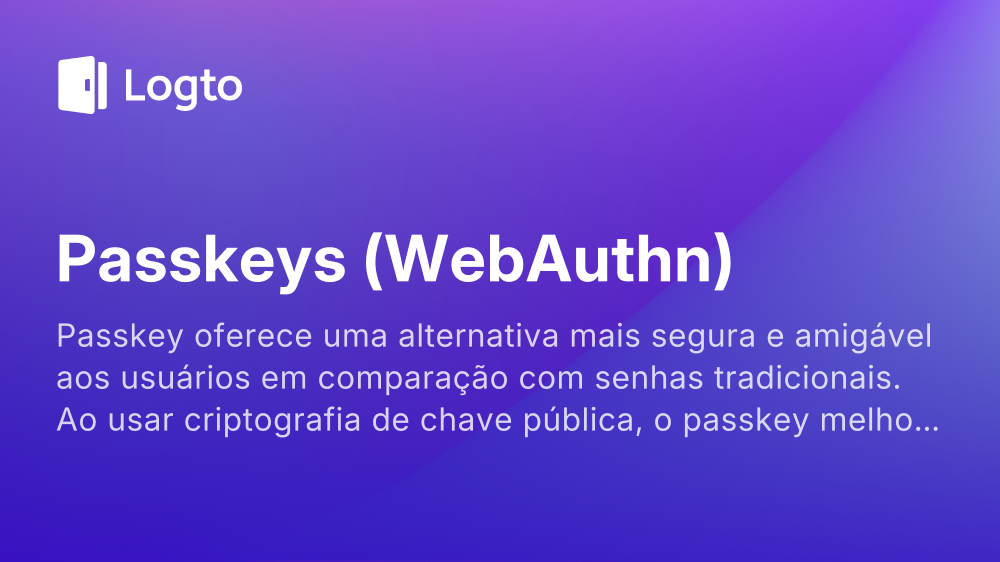 Logto
Passkeys (WebAuthn)
Passkey oferece uma alternativa mais segura e amigável
aos usuários em comparação com senhas tradicionais.
Ao usar criptografia de chave pública, o passkey melho...